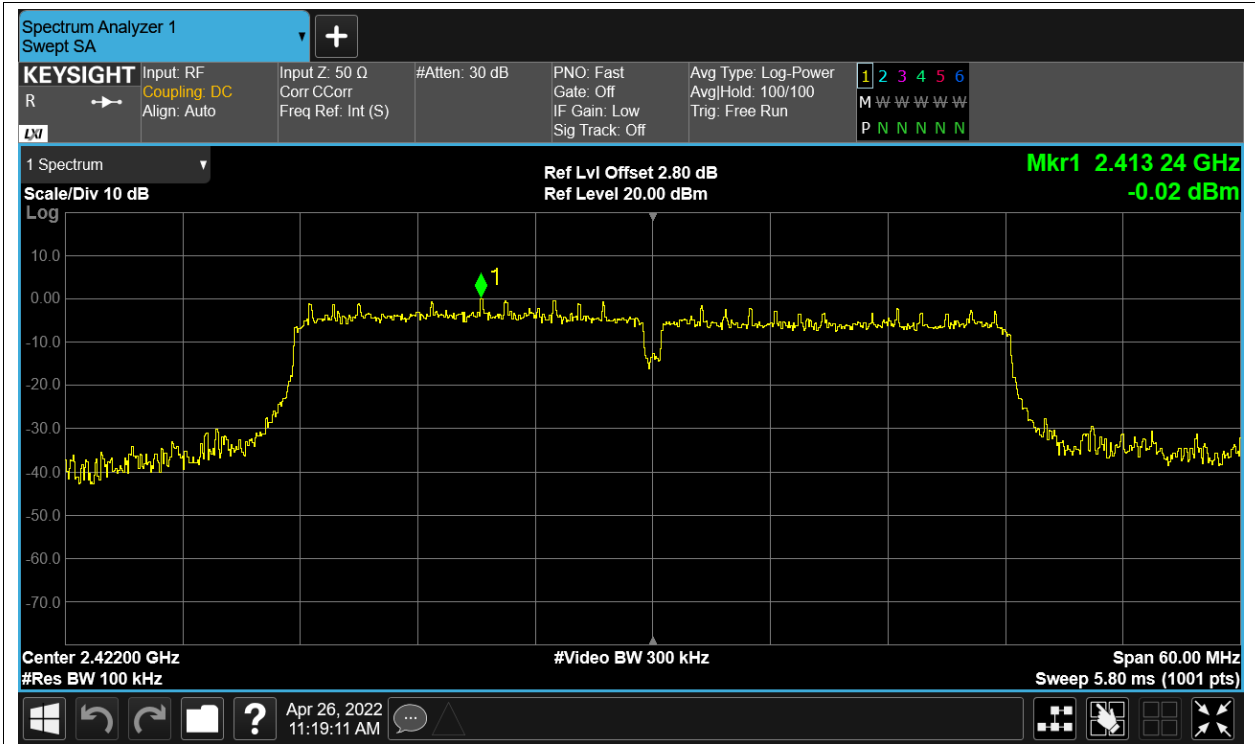 Spectrum Analyzer 1
Swept SA
KEYSIGHT
R
LXI
Input: RF
Coupling: DC
Align: Auto
Input Z: 50 Ω
Corr CCorr
Freq Ref: Int (S)
#Atten: 30 dB
PNO: Fast
Gate: Off
IF Gain: Low
Sig Track: Off
Avg Type: Log-Power
Avg|Hold: 100/100
Trig: Free Run
1 2 3 4 5 6
M W W W W W
P N N N N N
1 Spectrum
Scale/Div 10 dB
Log
Ref Lvl Offset 2.80 dB
Ref Level 20.00 dBm
Mkr1 2.413 24 GHz
-0.02 dBm
10.0
1
0.00
-10.0
-20.0
-30.0
-40.0
-50.0
-60.0
-70.0
Center 2.42200 GHz
#Video BW 300 kHz
Span 60.00 MHz
#Res BW 100 kHz
Sweep 5.80 ms (1001 pts)
?
Apr 26, 2022
11:19:11 AM